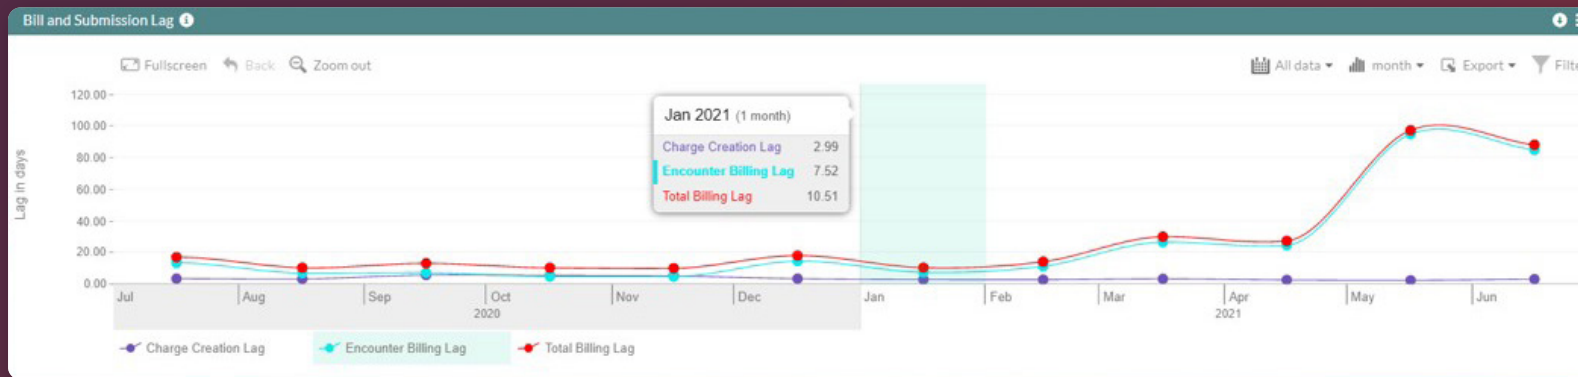 Bill and Submission Lag
Fullscreen Back Zoom out
All data month Export Filte
120.00
100.00
80.00
60.00
40.00
20.00
0.00
Lag in days
Jan 2021 (1 month)
Charge Creation Lag 2.99
Encounter Billing Lag 7.52
Total Billing Lag 10.51
Jul Aug Sep Oct Nov Dec Jan Feb Mar Apr May Jun
2020 2021
Charge Creation Lag Encounter Billing Lag Total Billing Lag